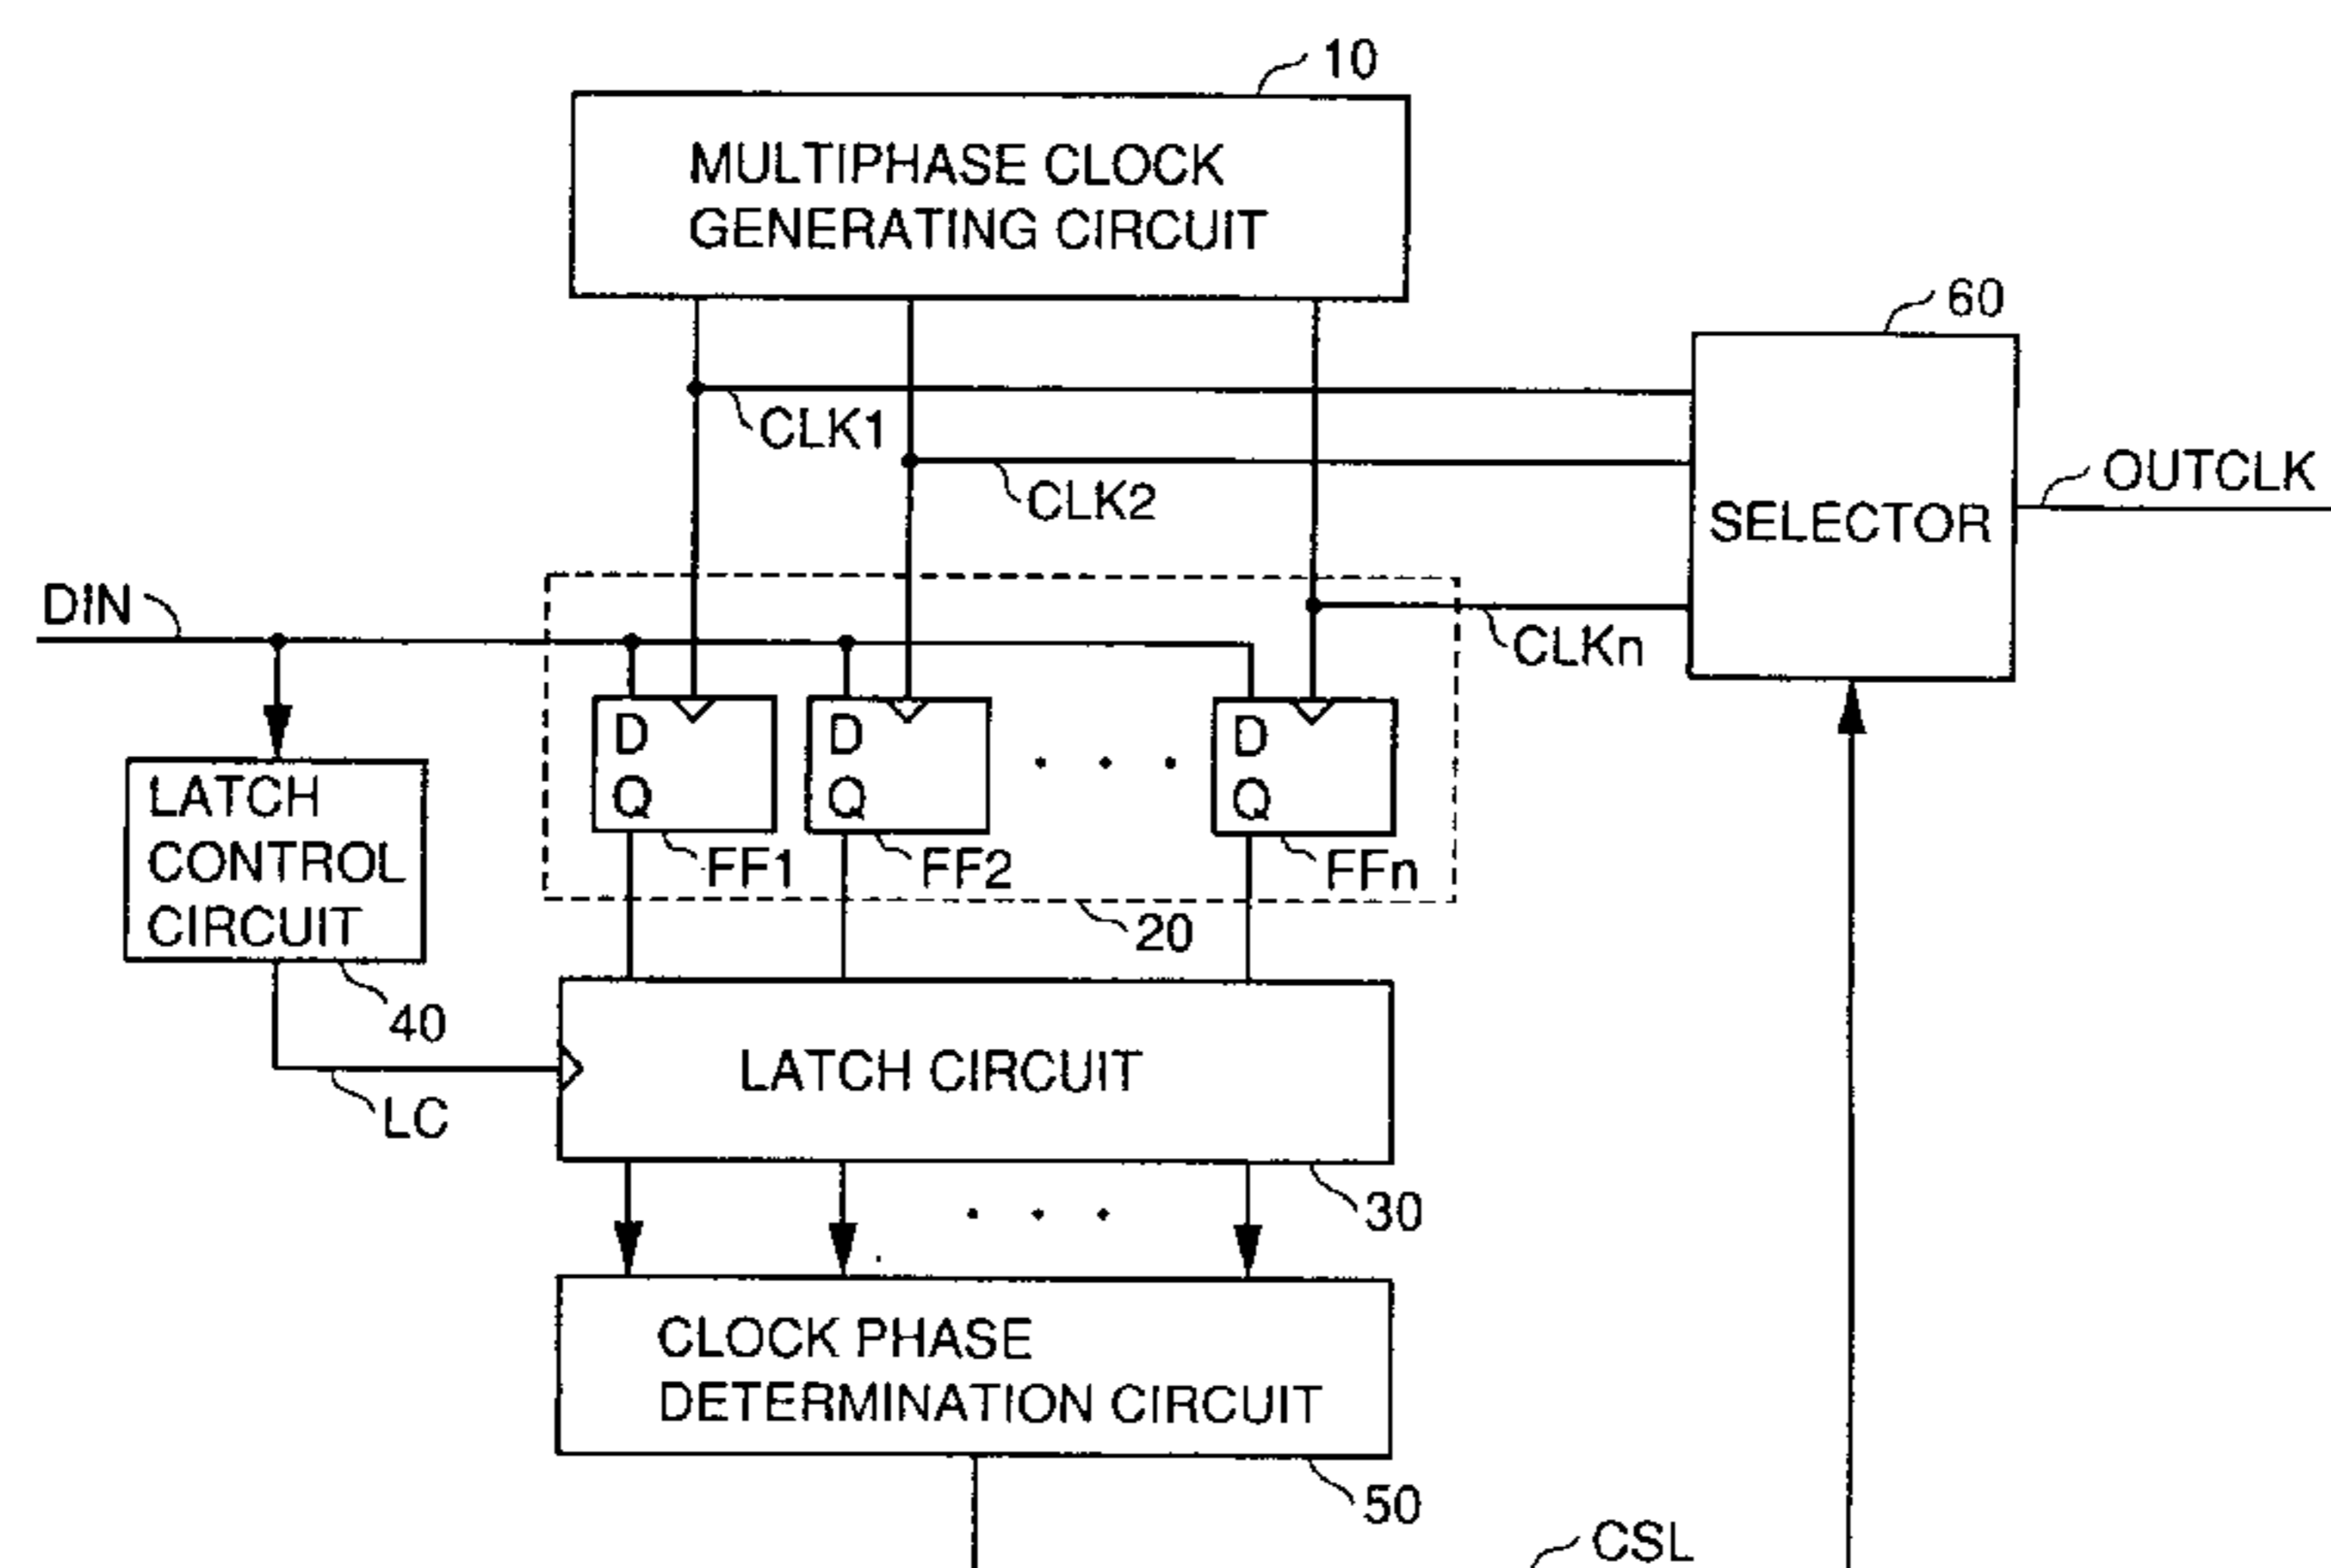 10
MULTIPHASE CLOCK
GENERATING CIRCUIT
60
CLK1
OUTCLK
CLK2
SELECTOR
DIN
CLKn
D
D
D
Q
Q
Q
LATCH
CONTROL
CIRCUIT
FF1
FF2
FFn
20
40
LATCH CIRCUIT
LC
30
CLOCK PHASE
DETERMINATION CIRCUIT
50
CSL